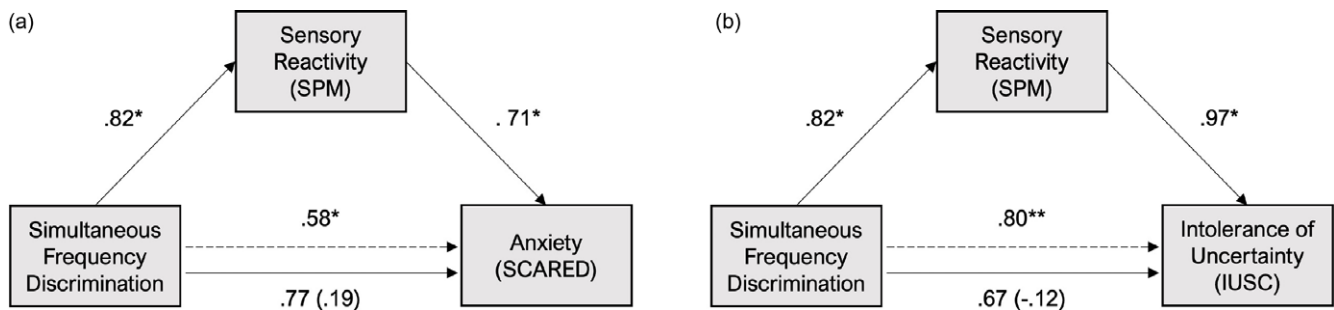 (a)
Sensory
Reactivity
(SPM)
.82*
. 71*
Simultaneous
Frequency
Discrimination
.58*
Anxiety
(SCARED)
.77 (.19)
(b)
Sensory
Reactivity
(SPM)
.82*
.97*
Simultaneous
Frequency
Discrimination
.80**
Intolerance of
Uncertainty
(IUSC)
.67 (-.12)